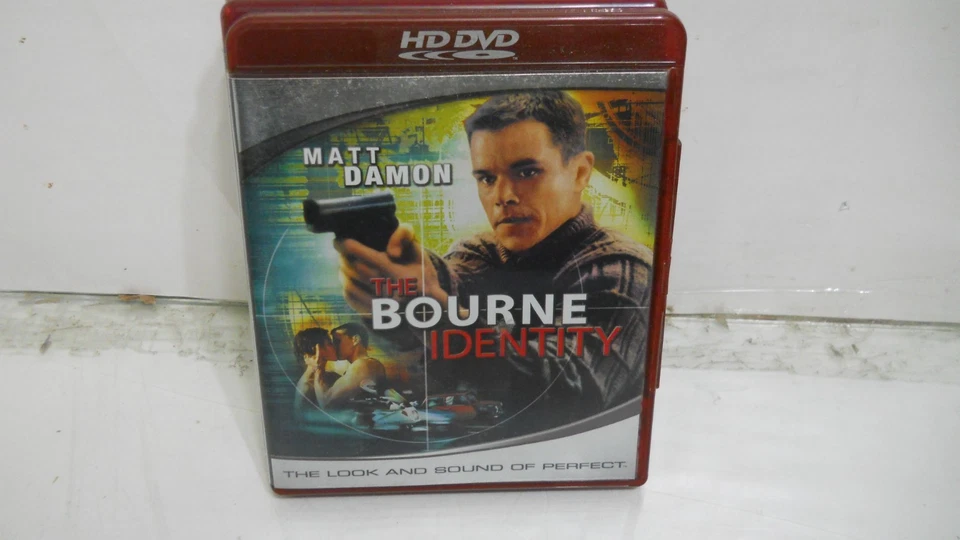 HD DVD
MATT
DAMON
THE
BOURNE
IDENTITY
THE LOOK AND SOUND OF PERFECT.